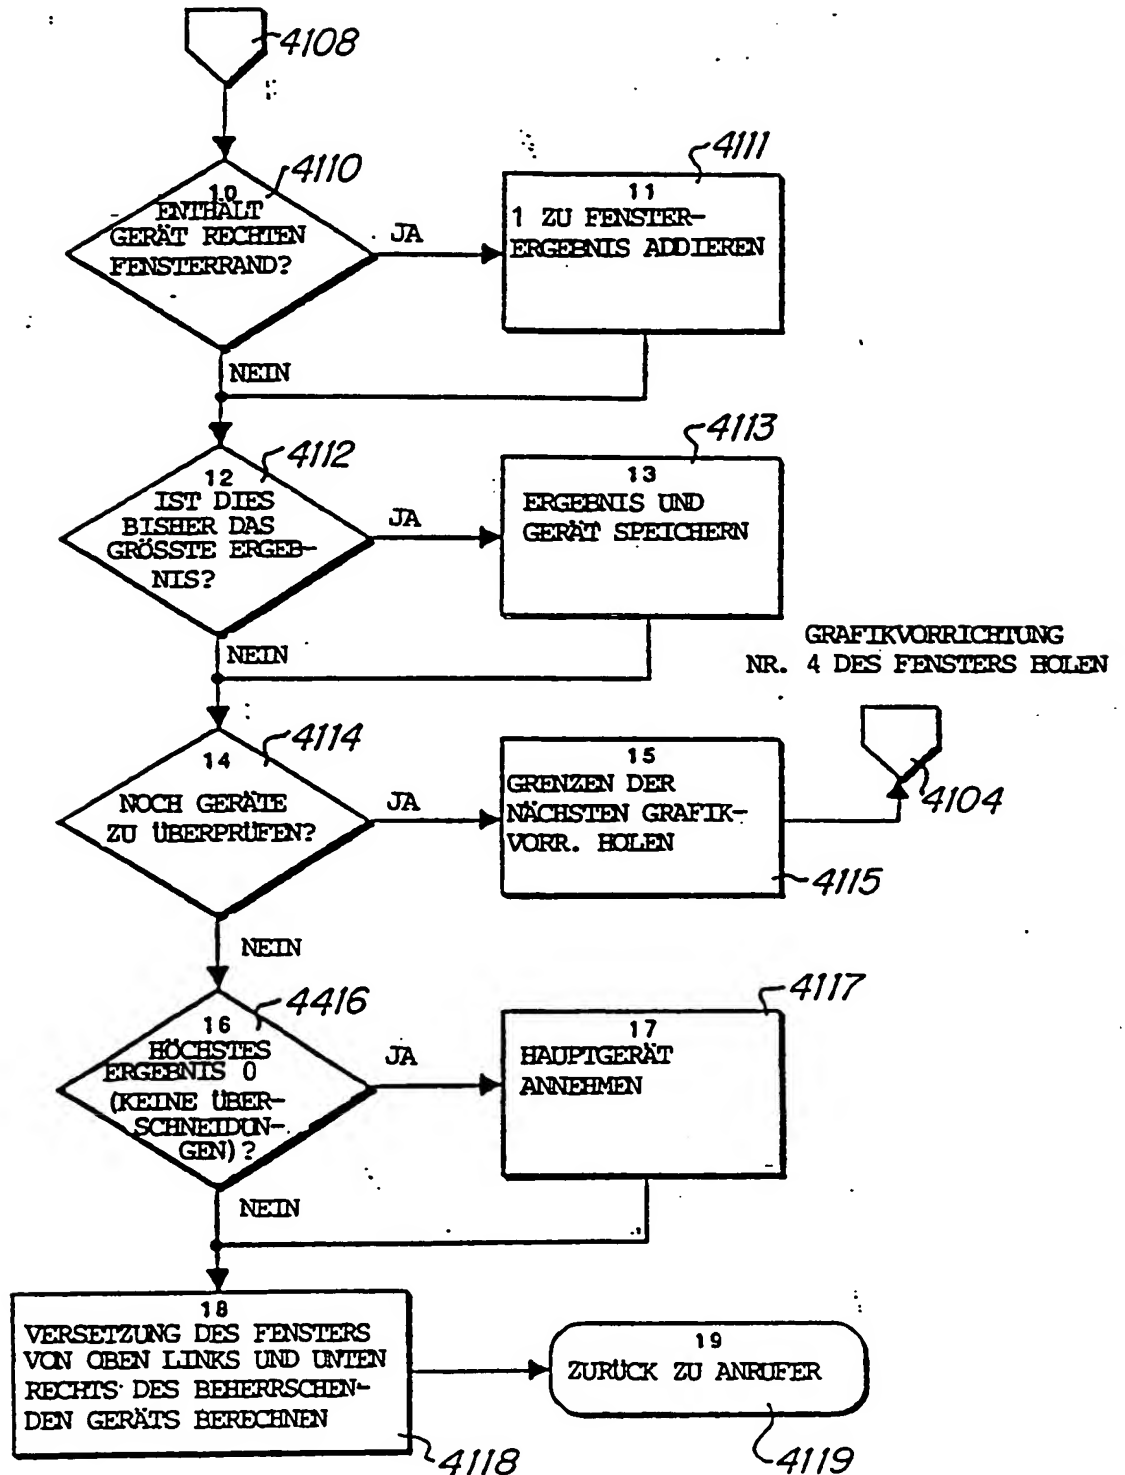 4108
4110
10
ENTHÄLT
GERÄT RECHTEN
FENSTERRAND?
JA
4111
11
1 ZU FENSTER-
ERGEBNIS ADDIEREN
NEIN
4112
12
IST DIES
BISHER DAS
GRÖSSTE ERGEB-
NIS?
JA
4113
13
ERGEBNIS UND
GERÄT SPEICHERN
NEIN
GRAFIKVORRICHTUNG
NR. 4 DES FENSTERS HOLEN
4104
4114
14
NOCH GERÄTE
ZU ÜBERPRÜFEN?
JA
15
GRENZEN DER
NÄCHSTEN GRAFIK-
VORR. HOLEN
4115
NEIN
4416
16
HÖCHSTES
ERGEBNIS 0
(KEINE ÜBER-
SCHNEIDUN-
GEN)?
JA
4117
17
HAUPTGERÄT
ANNEHMEN
NEIN
18
VERSETZUNG DES FENSTERS
VON OBEN LINKS UND UNTEN
RECHTS DES BEHERRSCHEN-
DEN GERÄTS BERECHNEN
4118
19
ZURÜCK ZU ANRUFER
4119